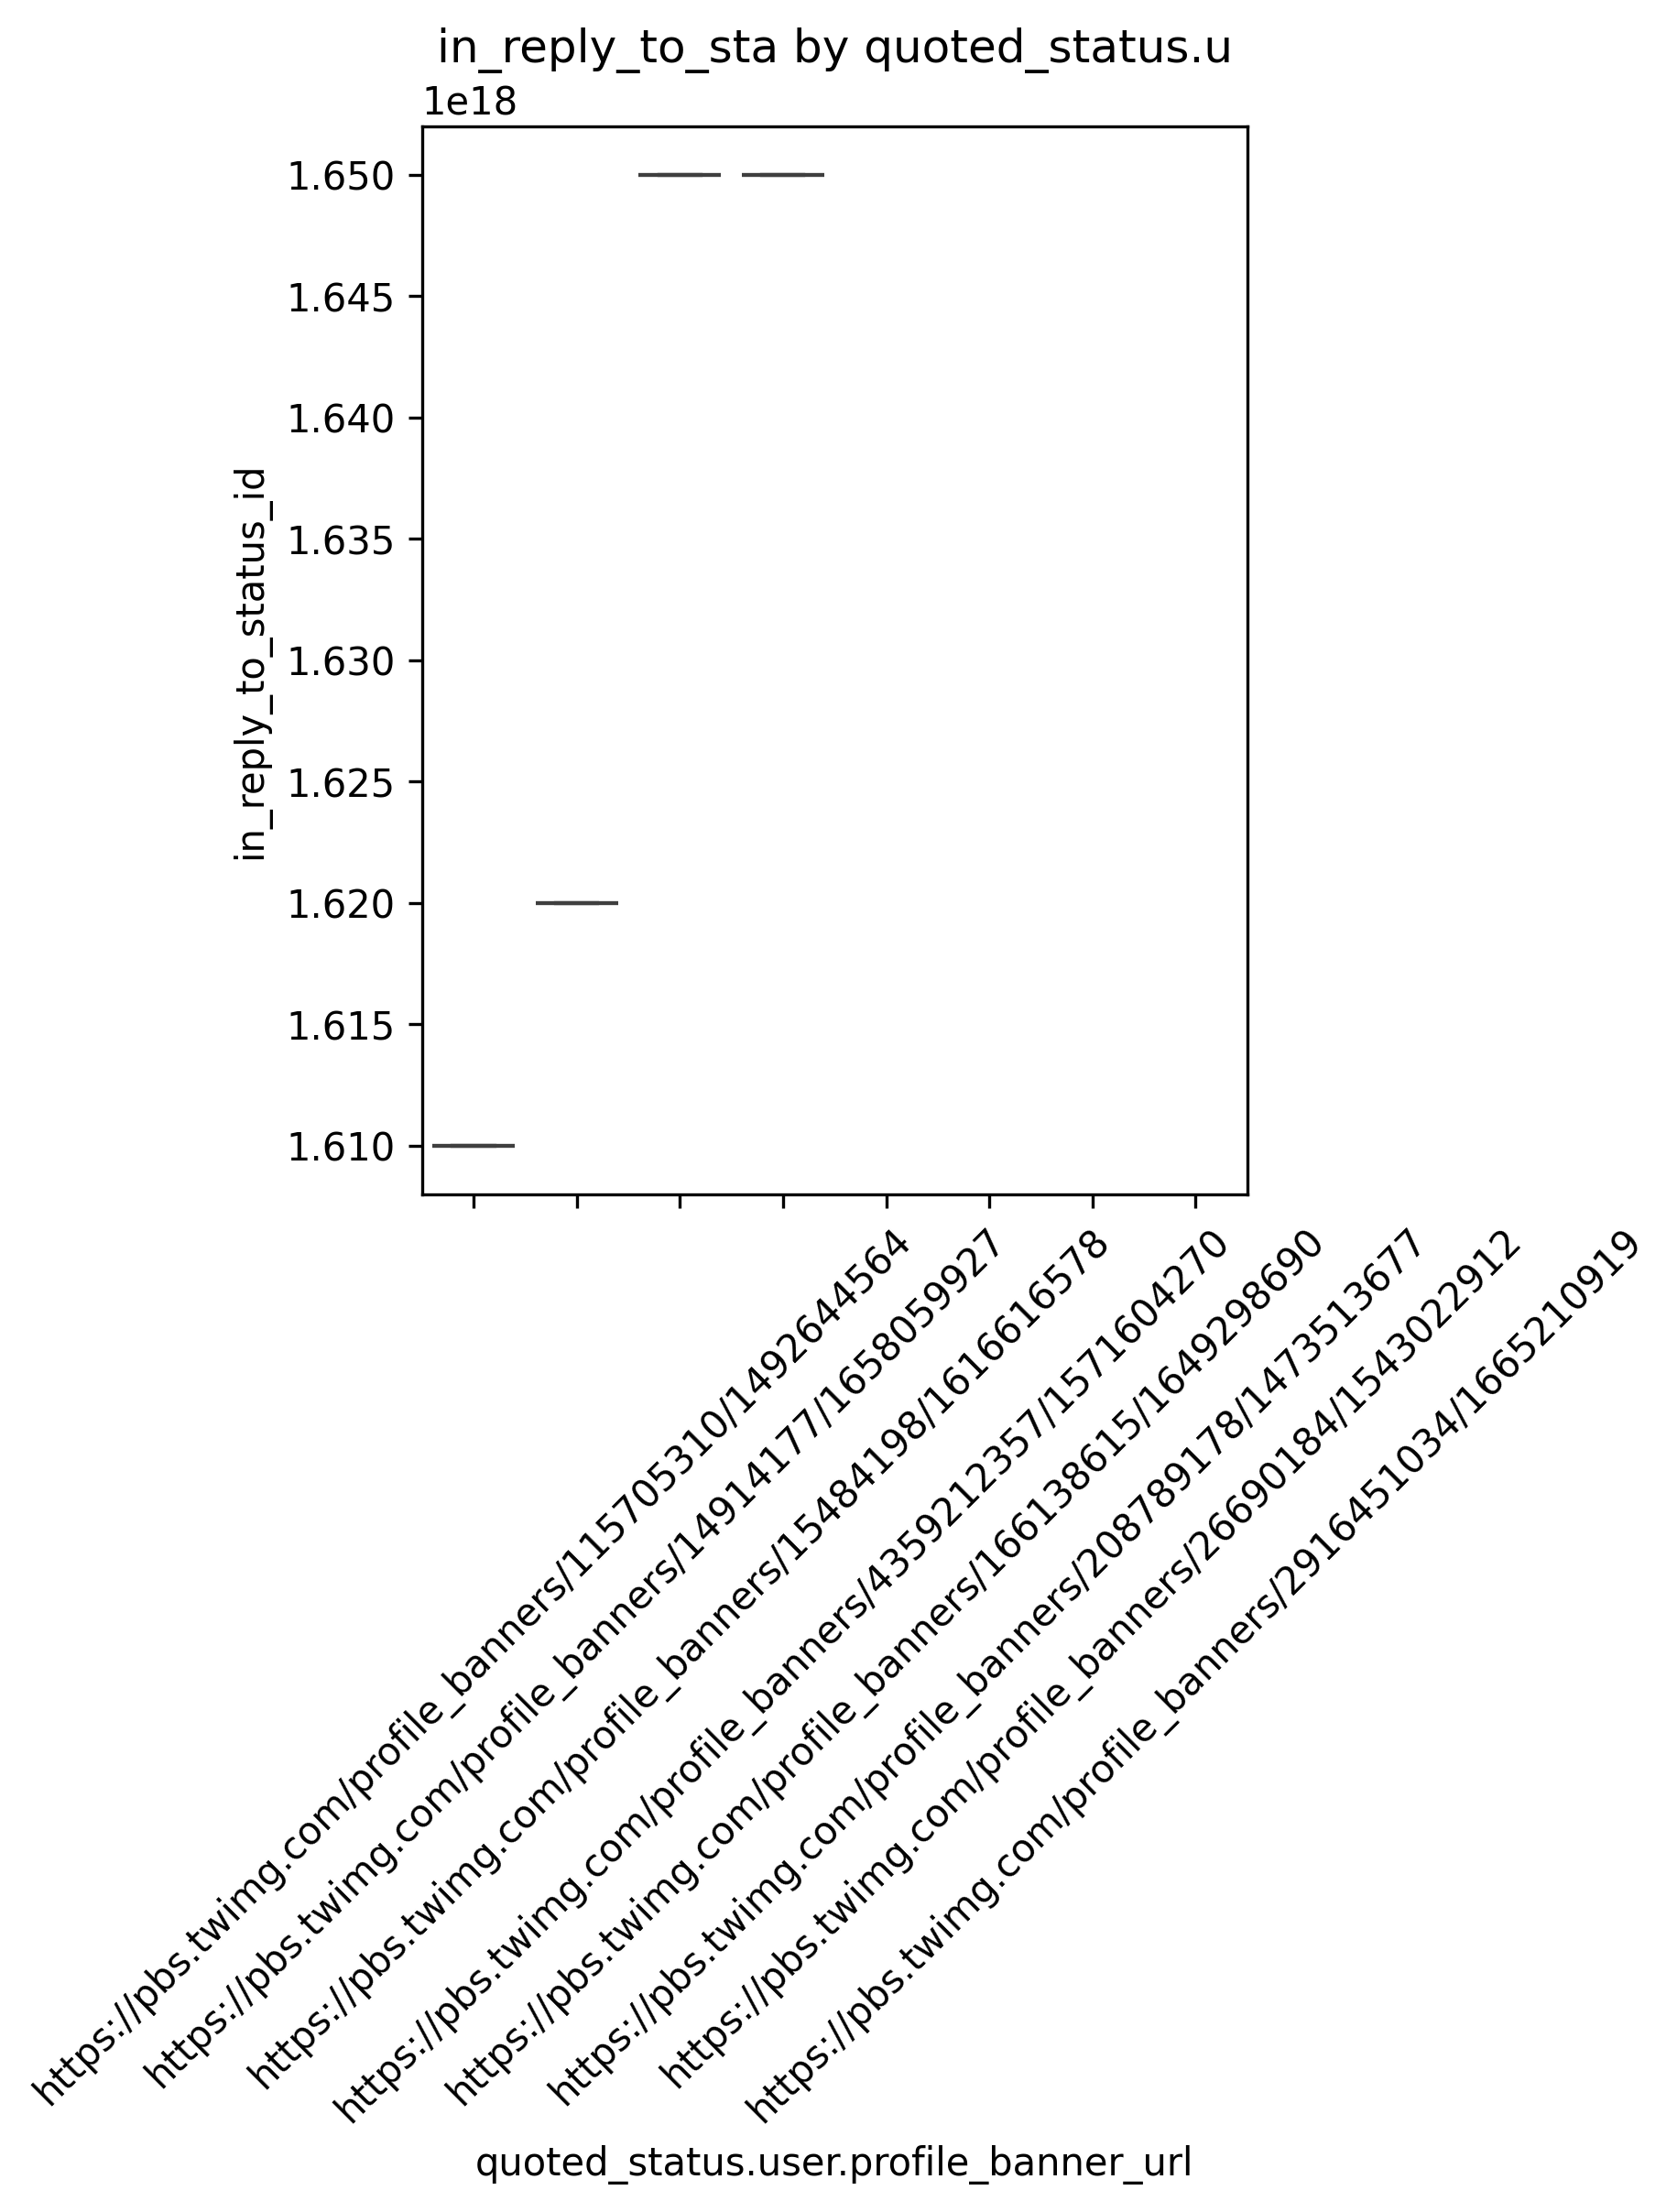 in_reply_to_sta by quoted_status.u
1e18
1.650
1.645
1.640
1.635
1.630
1.625
1.620
1.615
1.610
in_reply_to_status_id
https://pbs.twimg.com/profile_banners/115705310/1492644564
https://pbs.twimg.com/profile_banners/14914177/1658059927
https://pbs.twimg.com/profile_banners/15484198/1616616578
https://pbs.twimg.com/profile_banners/4359212357/1571604270
https://pbs.twimg.com/profile_banners/166138615/1649298690
https://pbs.twimg.com/profile_banners/208789178/1473513677
https://pbs.twimg.com/profile_banners/26690184/1543022912
https://pbs.twimg.com/profile_banners/2916451034/1665210919
quoted_status.user.profile_banner_url